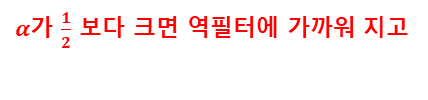 α가 1/2 보다 크면 역필터에 가까워 지고